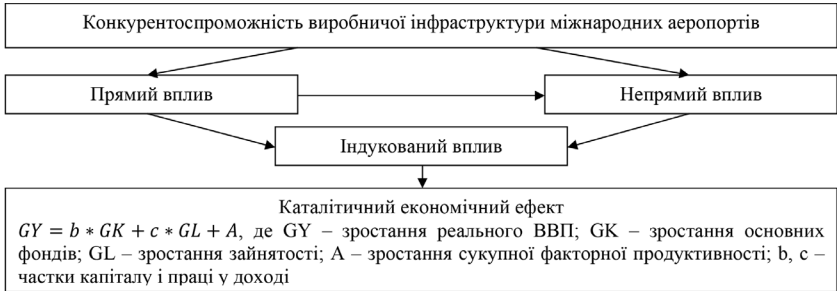 Конкурентоспроможність виробничої інфраструктури міжнародних аеропортів
Прямий вплив
Непрямий вплив
Індукований вплив
Каталітичний економічний ефект
GY = b ∗ GK + c ∗ GL + A, де GY – зростання реального ВВП; GK – зростання основних
фондів; GL – зростання зайнятості; A – зростання сукупної факторної продуктивності; b, c –
частки капіталу і праці у доході